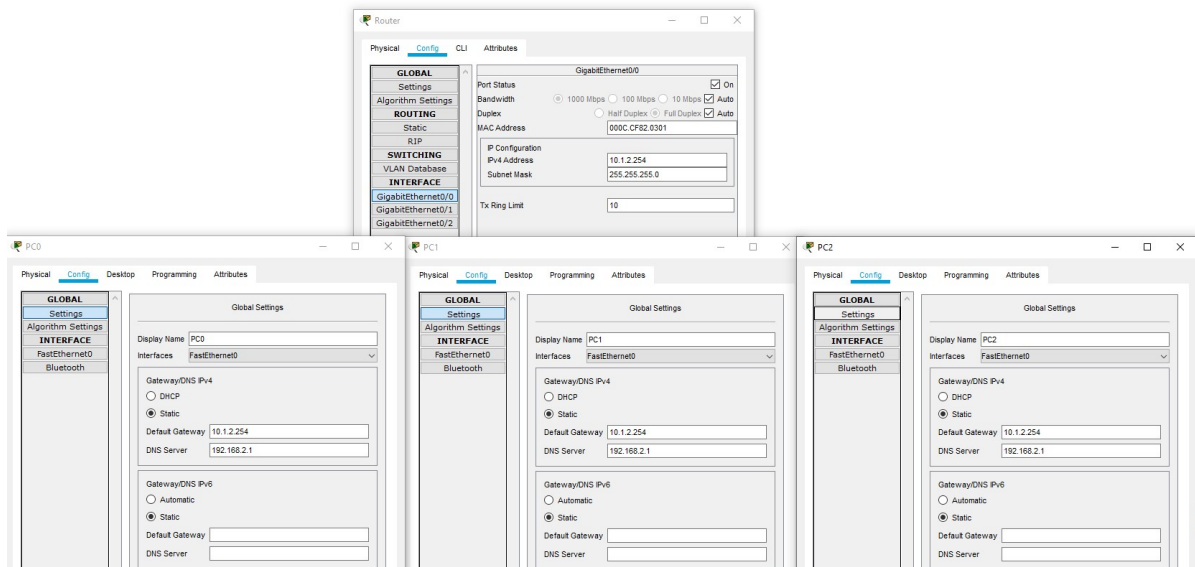 Router
Physical Config CLI Attributes
GLOBAL
Settings
Algorithm Settings
ROUTING
Static
RIP
SWITCHING
VLAN Database
INTERFACE
GigabitEthernet0/0
GigabitEthernet0/1
GigabitEthernet0/2
GigabitEthernet0/0
Port Status On
Bandwidth 1000 Mbps 100 Mbps 10 Mbps Auto
Duplex Half Duplex Full Duplex Auto
MAC Address 000C.CF82.0301
IP Configuration
IPv4 Address 10.1.2.254
Subnet Mask 255.255.255.0
Tx Ring Limit 10
PC0
Physical Config Desktop Programming Attributes
GLOBAL
Settings
Algorithm Settings
INTERFACE
FastEthernet0
Bluetooth
Global Settings
Display Name PC0
Interfaces FastEthernet0
Gateway/DNS IPv4
DHCP
Static
Default Gateway 10.1.2.254
DNS Server 192.168.2.1
Gateway/DNS IPv6
Automatic
Static
Default Gateway
DNS Server
PC1
Physical Config Desktop Programming Attributes
GLOBAL
Settings
Algorithm Settings
INTERFACE
FastEthernet0
Bluetooth
Global Settings
Display Name PC1
Interfaces FastEthernet0
Gateway/DNS IPv4
DHCP
Static
Default Gateway 10.1.2.254
DNS Server 192.168.2.1
Gateway/DNS IPv6
Automatic
Static
Default Gateway
DNS Server
PC2
Physical Config Desktop Programming Attributes
GLOBAL
Settings
Algorithm Settings
INTERFACE
FastEthernet0
Bluetooth
Global Settings
Display Name PC2
Interfaces FastEthernet0
Gateway/DNS IPv4
DHCP
Static
Default Gateway 10.1.2.254
DNS Server 192.168.2.1
Gateway/DNS IPv6
Automatic
Static
Default Gateway
DNS Server